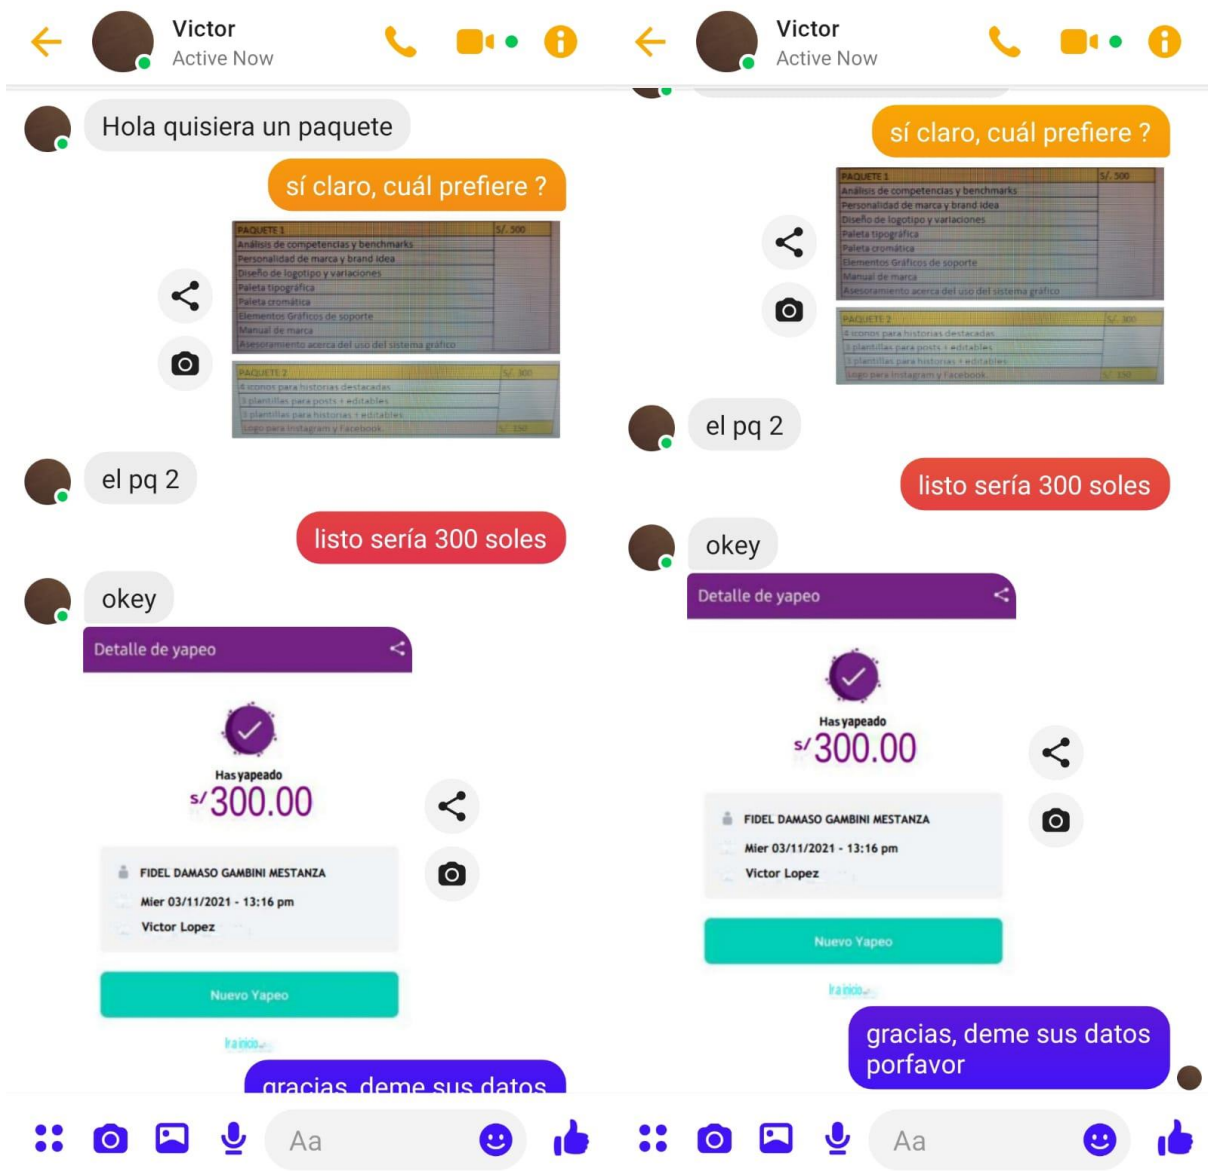 Victor
Active Now
Hola quisiera un paquete
sí claro, cuál prefiere ?
PAQUETE 1 S/. 500
Análisis de competencias y benchmarks
Personalidad de marca y brand idea
Diseño de logotipo y variaciones
Paleta tipográfica
Paleta cromática
Elementos Gráficos de soporte
Manual de marca
Asesoramiento acerca del uso del sistema gráfico
PAQUETE 2 S/. 300
4 iconos para historias destacadas
3 plantillas para posts + editables
3 plantillas para historias + editables
Logo para Instagram y Facebook S/. 150
el pq 2
listo sería 300 soles
okey
Detalle de yapeo
Has yapeado
s/300.00
FIDEL DAMASO GAMBINI MESTANZA
Mier 03/11/2021 - 13:16 pm
Victor Lopez
Nuevo Yapeo
Ir a inicio
gracias, deme sus datos
Aa
Victor
Active Now
sí claro, cuál prefiere ?
PAQUETE 1 S/. 500
Análisis de competencias y benchmarks
Personalidad de marca y brand idea
Diseño de logotipo y variaciones
Paleta tipográfica
Paleta cromática
Elementos Gráficos de soporte
Manual de marca
Asesoramiento acerca del uso del sistema gráfico
PAQUETE 2 S/. 300
4 iconos para historias destacadas
3 plantillas para posts + editables
3 plantillas para historias + editables
Logo para Instagram y Facebook S/. 150
el pq 2
listo sería 300 soles
okey
Detalle de yapeo
Has yapeado
s/300.00
FIDEL DAMASO GAMBINI MESTANZA
Mier 03/11/2021 - 13:16 pm
Victor Lopez
Nuevo Yapeo
Ir a inicio
gracias, deme sus datos
porfavor
Aa